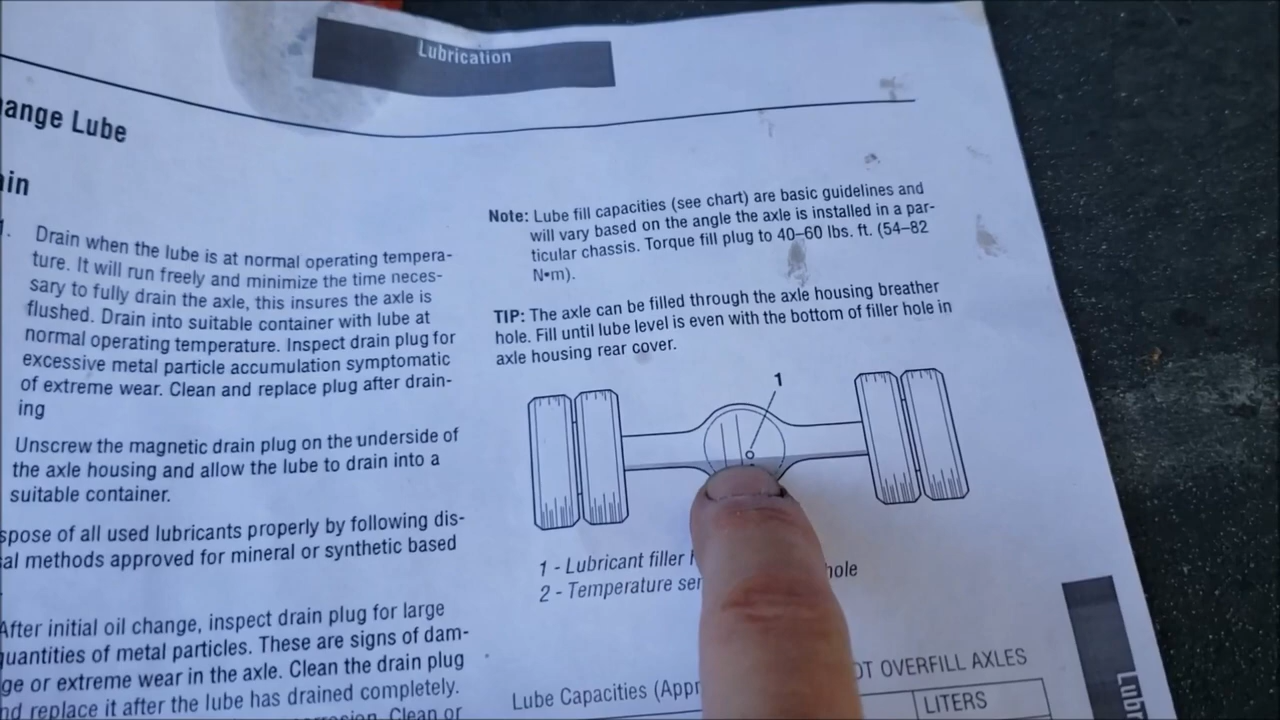 Lubrication
ange Lube
ain
1. Drain when the lube is at normal operating tempera-
ture. It will run freely and minimize the time neces-
sary to fully drain the axle, this insures the axle is
flushed. Drain into suitable container with lube at
normal operating temperature. Inspect drain plug for
excessive metal particle accumulation symptomatic
of extreme wear. Clean and replace plug after drain-
ing
Unscrew the magnetic drain plug on the underside of
the axle housing and allow the lube to drain into a
suitable container.
spose of all used lubricants properly by following dis-
al methods approved for mineral or synthetic based
After initial oil change, inspect drain plug for large
quantities of metal particles. These are signs of dam-
ge or extreme wear in the axle. Clean the drain plug
nd replace it after the lube has drained completely.
Clean or
Note: Lube fill capacities (see chart) are basic guidelines and
will vary based on the angle the axle is installed in a par-
ticular chassis. Torque fill plug to 40–60 lbs. ft. (54–82
N•m).
TIP: The axle can be filled through the axle housing breather
hole. Fill until lube level is even with the bottom of filler hole in
axle housing rear cover.
1
1 - Lubricant filler
2 - Temperature ser hole
Lube Capacities (Appr OT OVERFILL AXLES
LITERS
Lubr